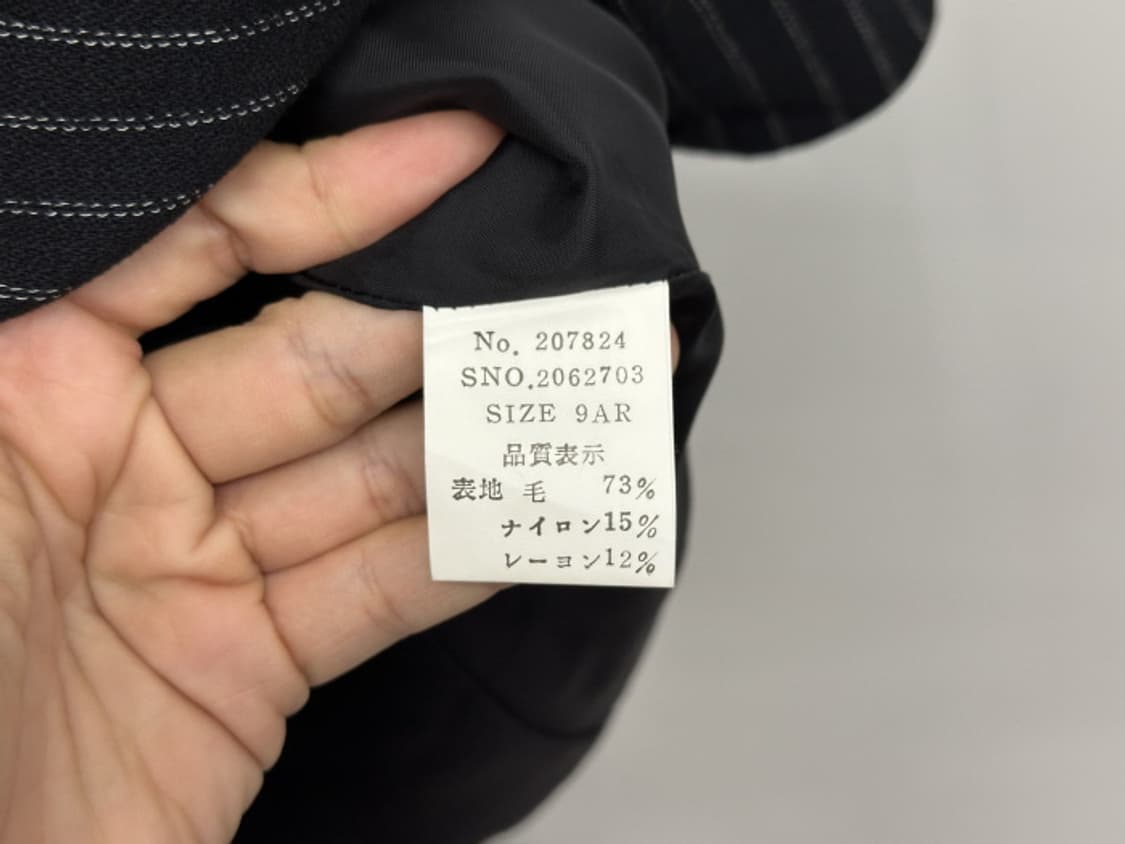 No. 207824
SNO.2062703
SIZE 9AR
品質表示
表地 毛 73%
ナイロン15%
レーヨン12%